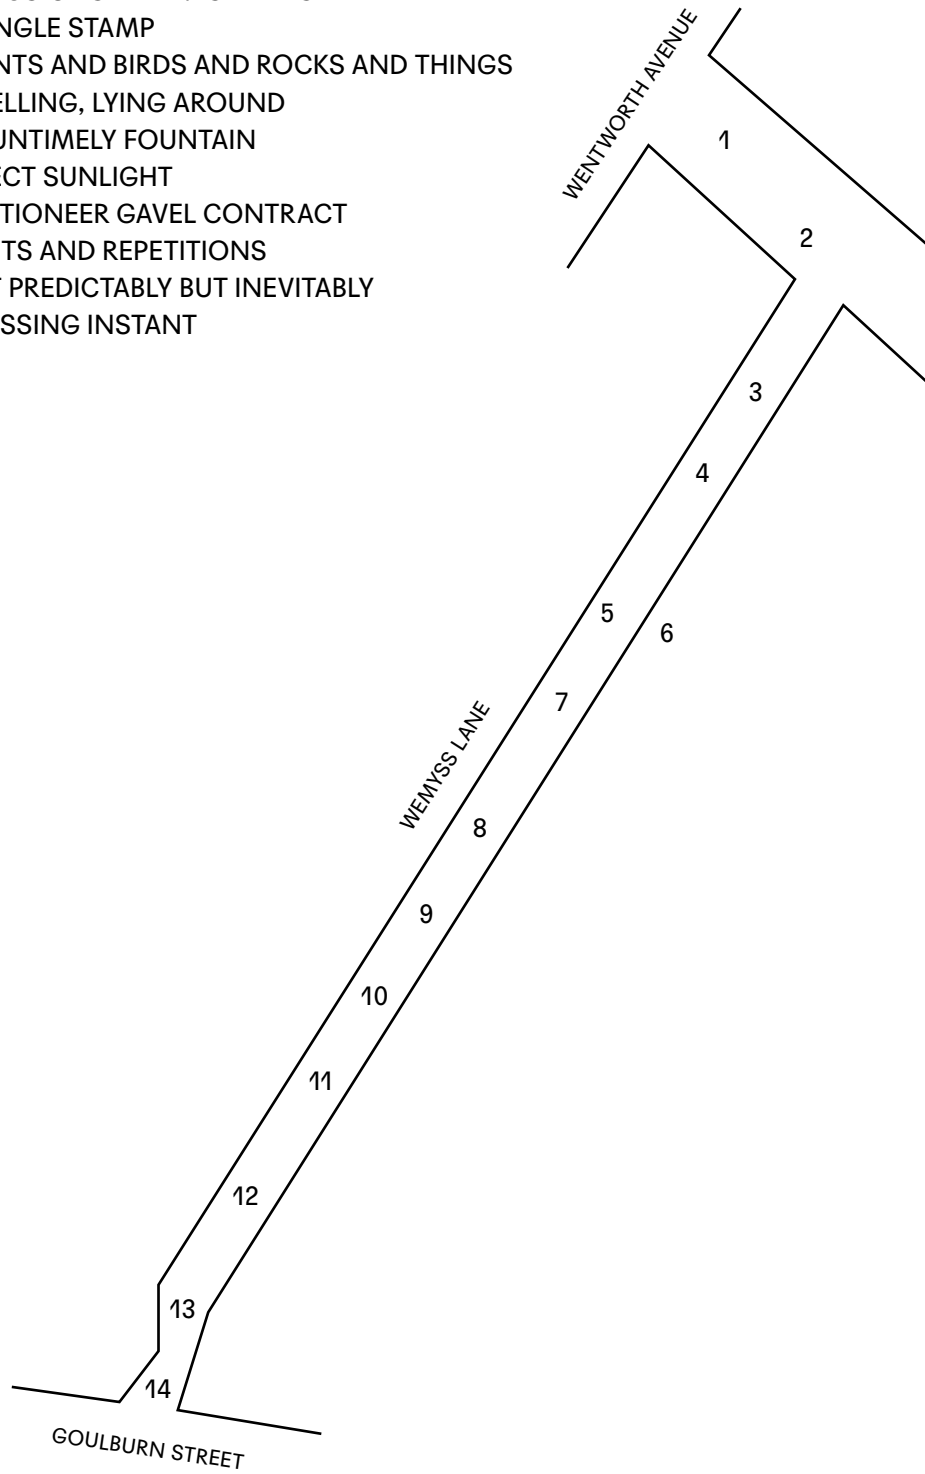 NGLE STAMP
NTS AND BIRDS AND ROCKS AND THINGS
ELLING, LYING AROUND
UNTIMELY FOUNTAIN
ECT SUNLIGHT
TIONEER GAVEL CONTRACT
TS AND REPETITIONS
T PREDICTABLY BUT INEVITABLY
SSING INSTANT
WENTWORTH AVENUE
1
2
3
4
5
6
7
WEMYSS LANE
8
9
10
11
12
13
14
GOULBURN STREET